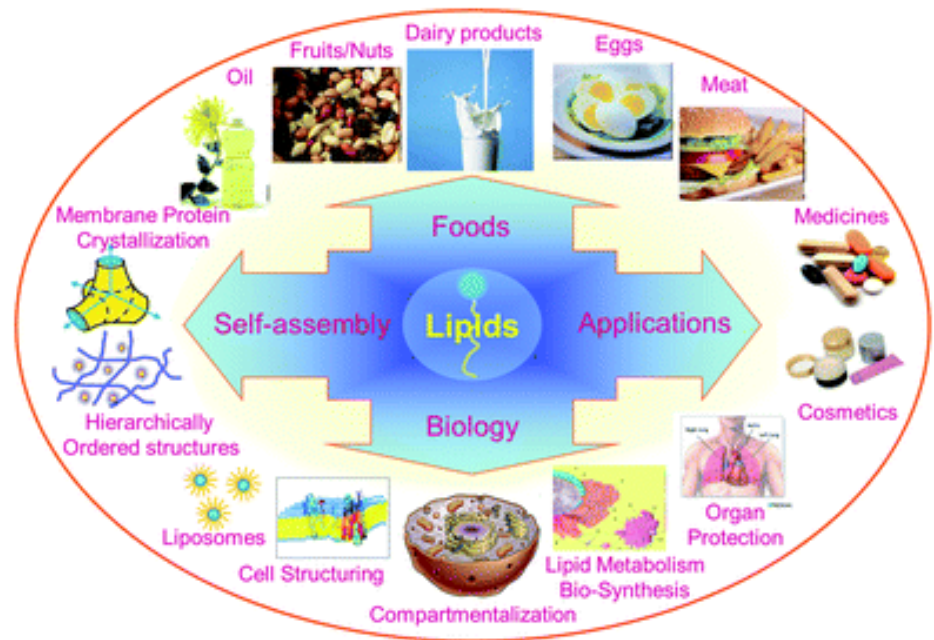 Dairy products
Fruits/Nuts
Eggs
Oil
Meat
Membrane Protein
Crystallization
Foods
Medicines
Self-assembly
Lipids
Applications
Hierarchically
Ordered structures
Biology
Cosmetics
Liposomes
Cell Structuring
Compartmentalization
Lipid Metabolism
Bio-Synthesis
Organ
Protection